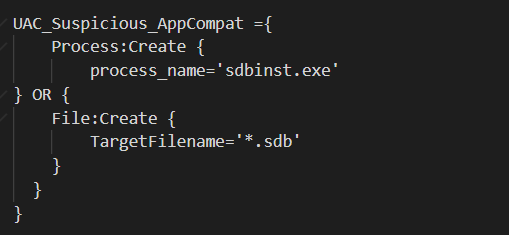 UAC_Suspicious_AppCompat ={
    Process:Create {
        process_name='sdbinst.exe'
} OR {
    File:Create {
        TargetFilename='*.sdb'
    }
  }
}